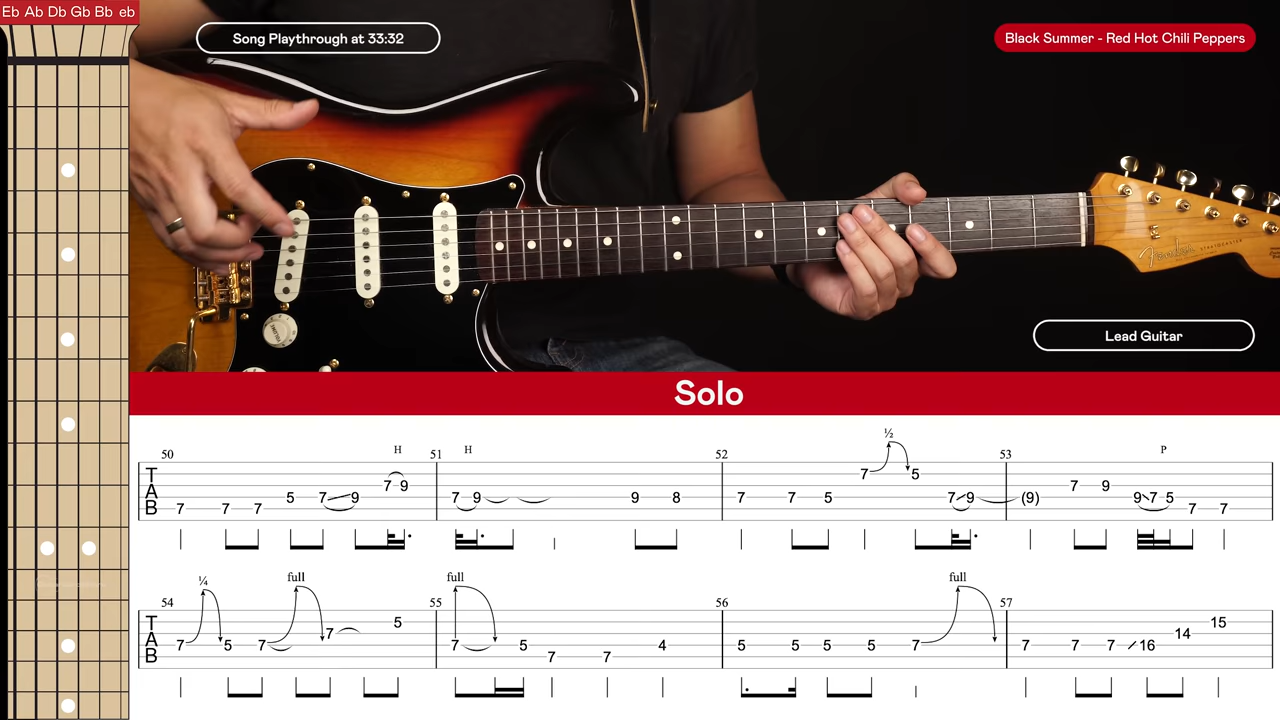 Eb Ab Db Gb Bb eb
Song Playthrough at 33:32
Black Summer - Red Hot Chili Peppers
Fender
Lead Guitar
Solo
50 H 51 H 52 ½ 53 P
T A B
7 7 7 5 7 9 7 9
7 9 9 8
7 7 5 7 5 7 9
(9) 7 9 9 7 5 7 7
54 ¼ full 55 full 56 full 57
T A B
7 5 7 7 5
7 5 7 7 4
5 5 5 5 7
7 7 7 16 14 15